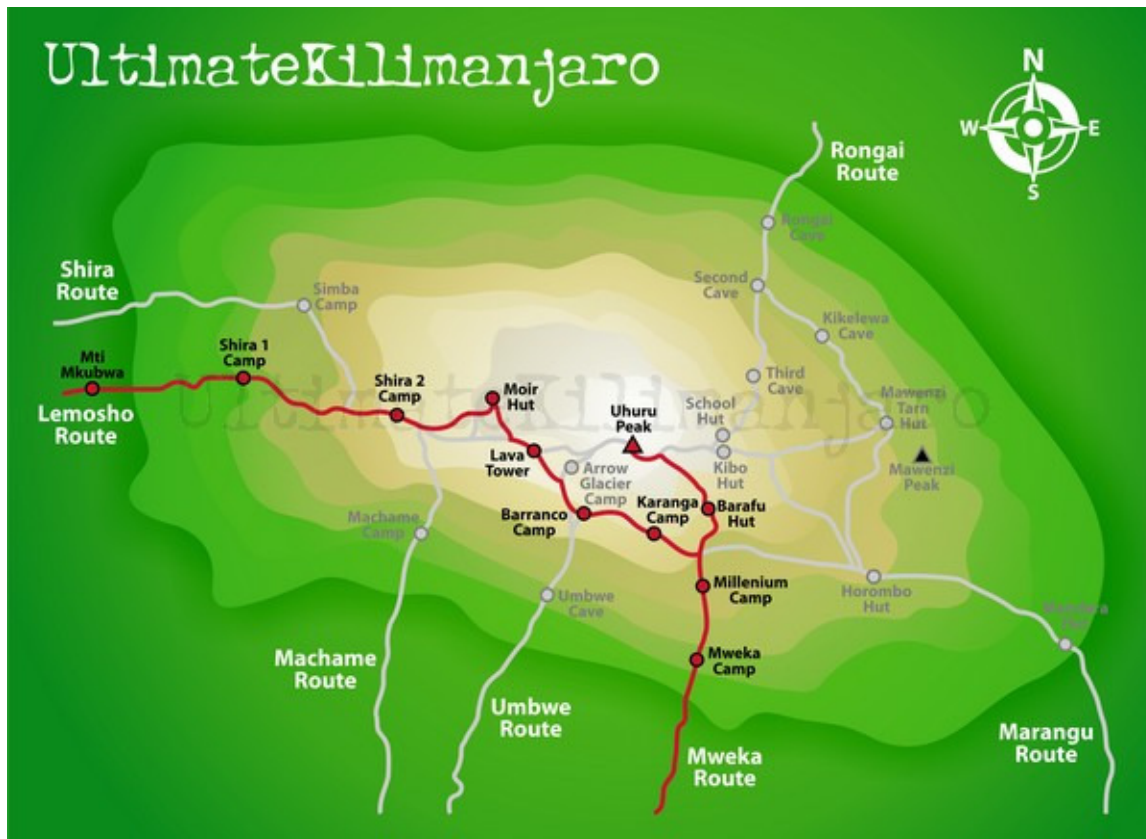 UltimateKilimanjaro
N
W
E
S
Rongai
Route
Rongai
Cave
Shira
Route
Simba
Camp
Second
Cave
Kikelewa
Cave
Mti
Mkubwa
Shira 1
Camp
Shira 2
Camp
Moir
Hut
Third
Cave
Lemosho
Route
UltimateKilimanjaro
School
Hut
Mawenzi
Tarn
Hut
Uhuru
Peak
Lava
Tower
Arrow
Glacier
Camp
Kibo
Hut
Mawenzi
Peak
Machame
Camp
Barranco
Camp
Karanga
Camp
Barafu
Hut
Umbwe
Cave
Millenium
Camp
Horombo
Hut
Machame
Route
Mweka
Camp
Umbwe
Route
Mweka
Route
Marangu
Route